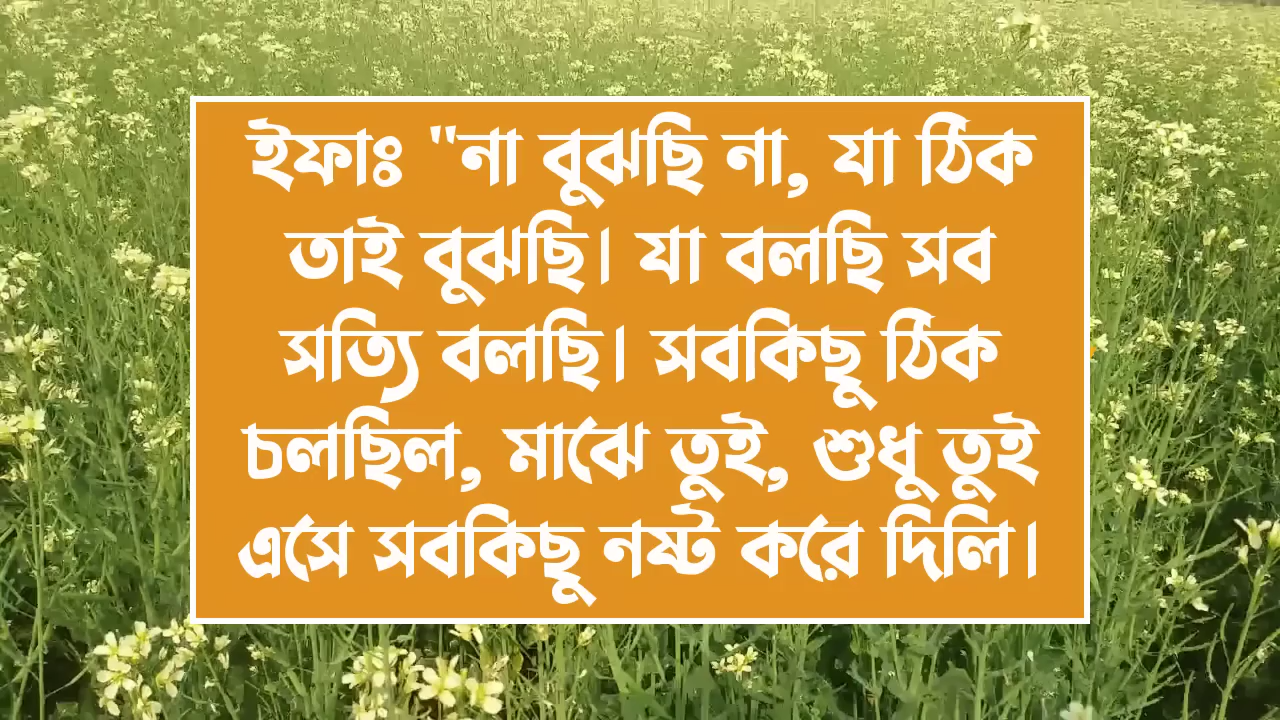 ইফাঃ "না বুঝছি না, যা ঠিক
তাই বুঝছি। যা বলছি সব
সত্যি বলছি। সবকিছু ঠিক
চলছিল, মাঝে তুই, শুধু তুই
এসে সবকিছু নষ্ট করে দিলি।